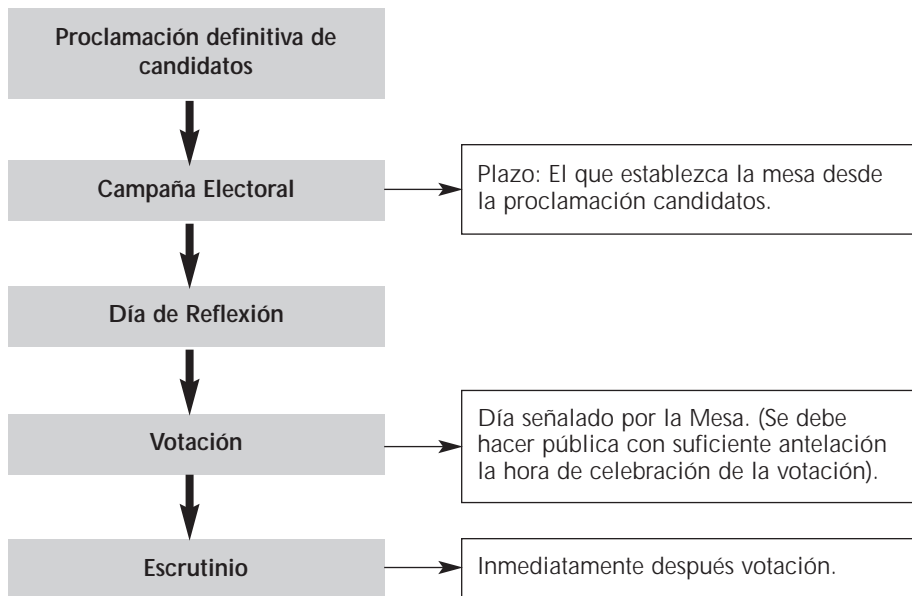 Proclamación definitiva de
candidatos
Campaña Electoral
Plazo: El que establezca la mesa desde
la proclamación candidatos.
Día de Reflexión
Votación
Día señalado por la Mesa. (Se debe
hacer pública con suficiente antelación
la hora de celebración de la votación).
Escrutinio
Inmediatamente después votación.